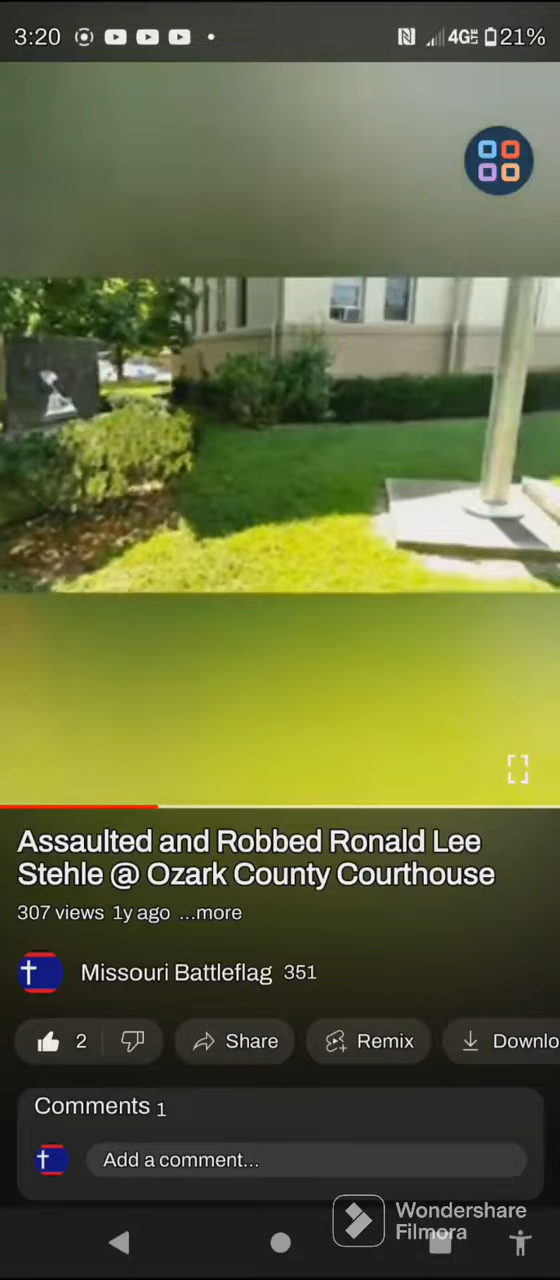 3:20
4G LTE 21%
Assaulted and Robbed Ronald Lee
Stehle @ Ozark County Courthouse
307 views 1y ago ...more
Missouri Battleflag 351
2 Share Remix Downlo
Comments 1
Add a comment...
Wondershare
Filmora